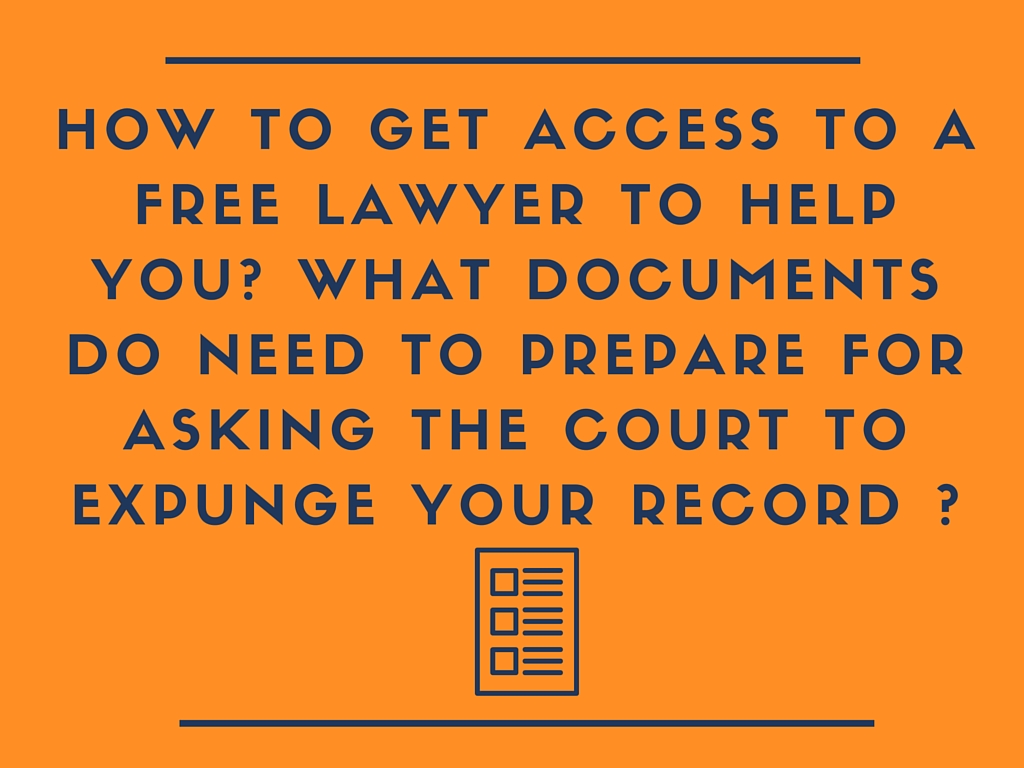 HOW TO GET ACCESS TO A
FREE LAWYER TO HELP
YOU? WHAT DOCUMENTS
DO NEED TO PREPARE FOR
ASKING THE COURT TO
EXPUNGE YOUR RECORD ?